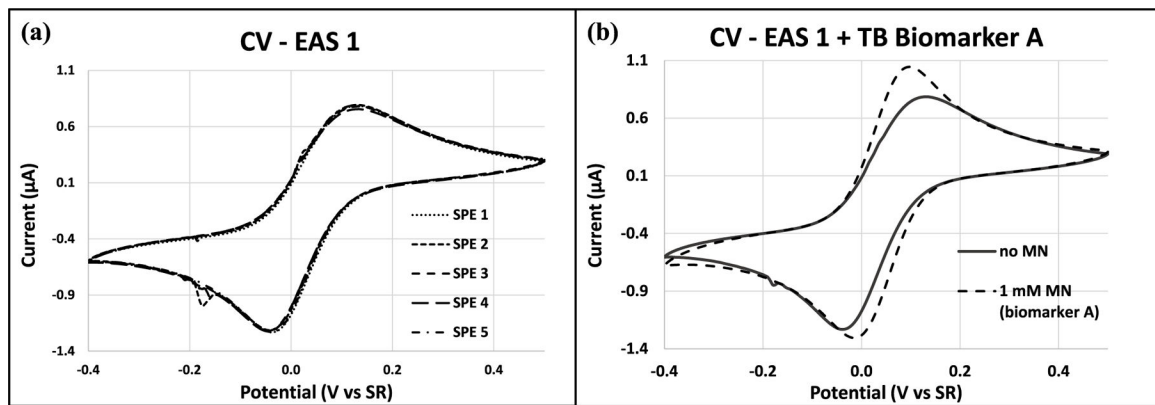 (a)
CV - EAS 1
1.1
0.6
0.1
-0.4
-0.9
-1.4
Current (µA)
-0.4
-0.2
0.0
0.2
0.4
Potential (V vs SR)
SPE 1
SPE 2
SPE 3
SPE 4
SPE 5
(b)
CV - EAS 1 + TB Biomarker A
1.1
0.6
0.1
-0.4
-0.9
-1.4
Current (µA)
-0.4
-0.2
0.0
0.2
0.4
Potential (V vs SR)
no MN
1 mM MN
(biomarker A)